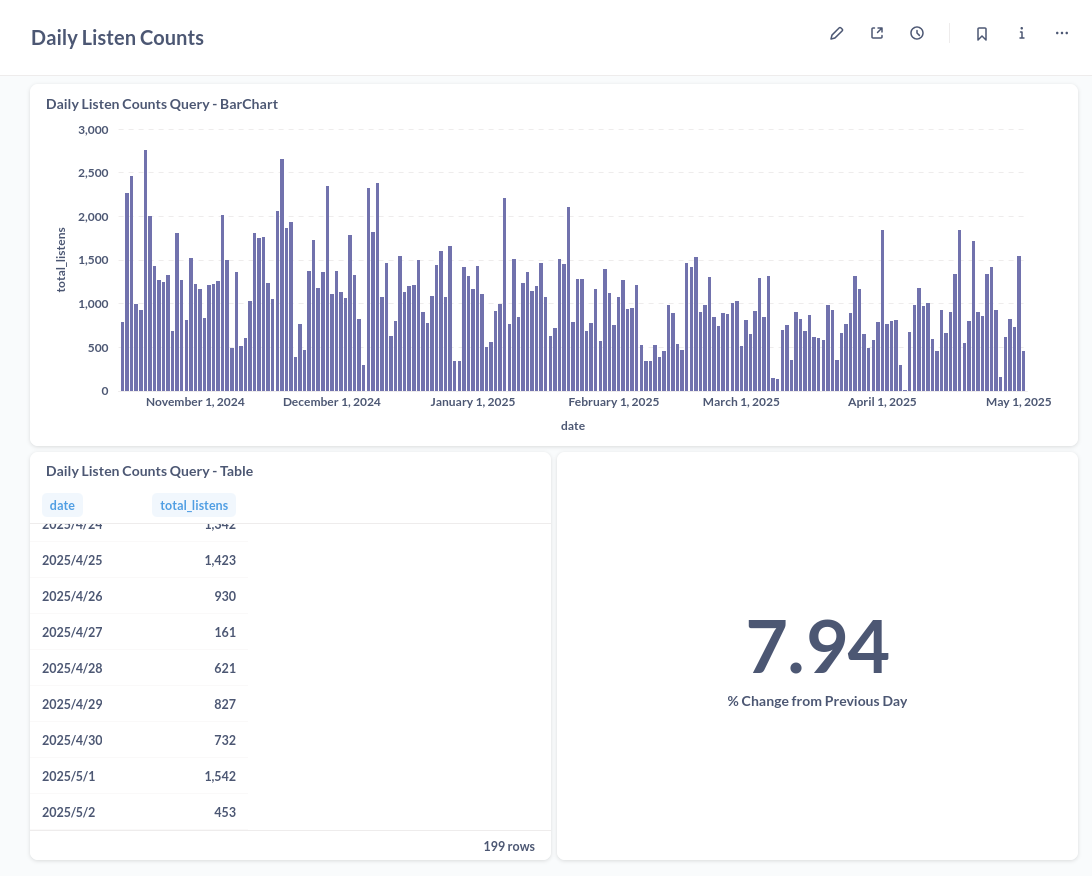 Daily Listen Counts
Daily Listen Counts Query - BarChart
3,000
2,500
2,000
1,500
1,000
500
0
total_listens
November 1, 2024 December 1, 2024 January 1, 2025 February 1, 2025 March 1, 2025 April 1, 2025 May 1, 2025
date
Daily Listen Counts Query - Table
date total_listens
2025/4/24 1,342
2025/4/25 1,423
2025/4/26 930
2025/4/27 161
2025/4/28 621
2025/4/29 827
2025/4/30 732
2025/5/1 1,542
2025/5/2 453
199 rows
7.94
% Change from Previous Day